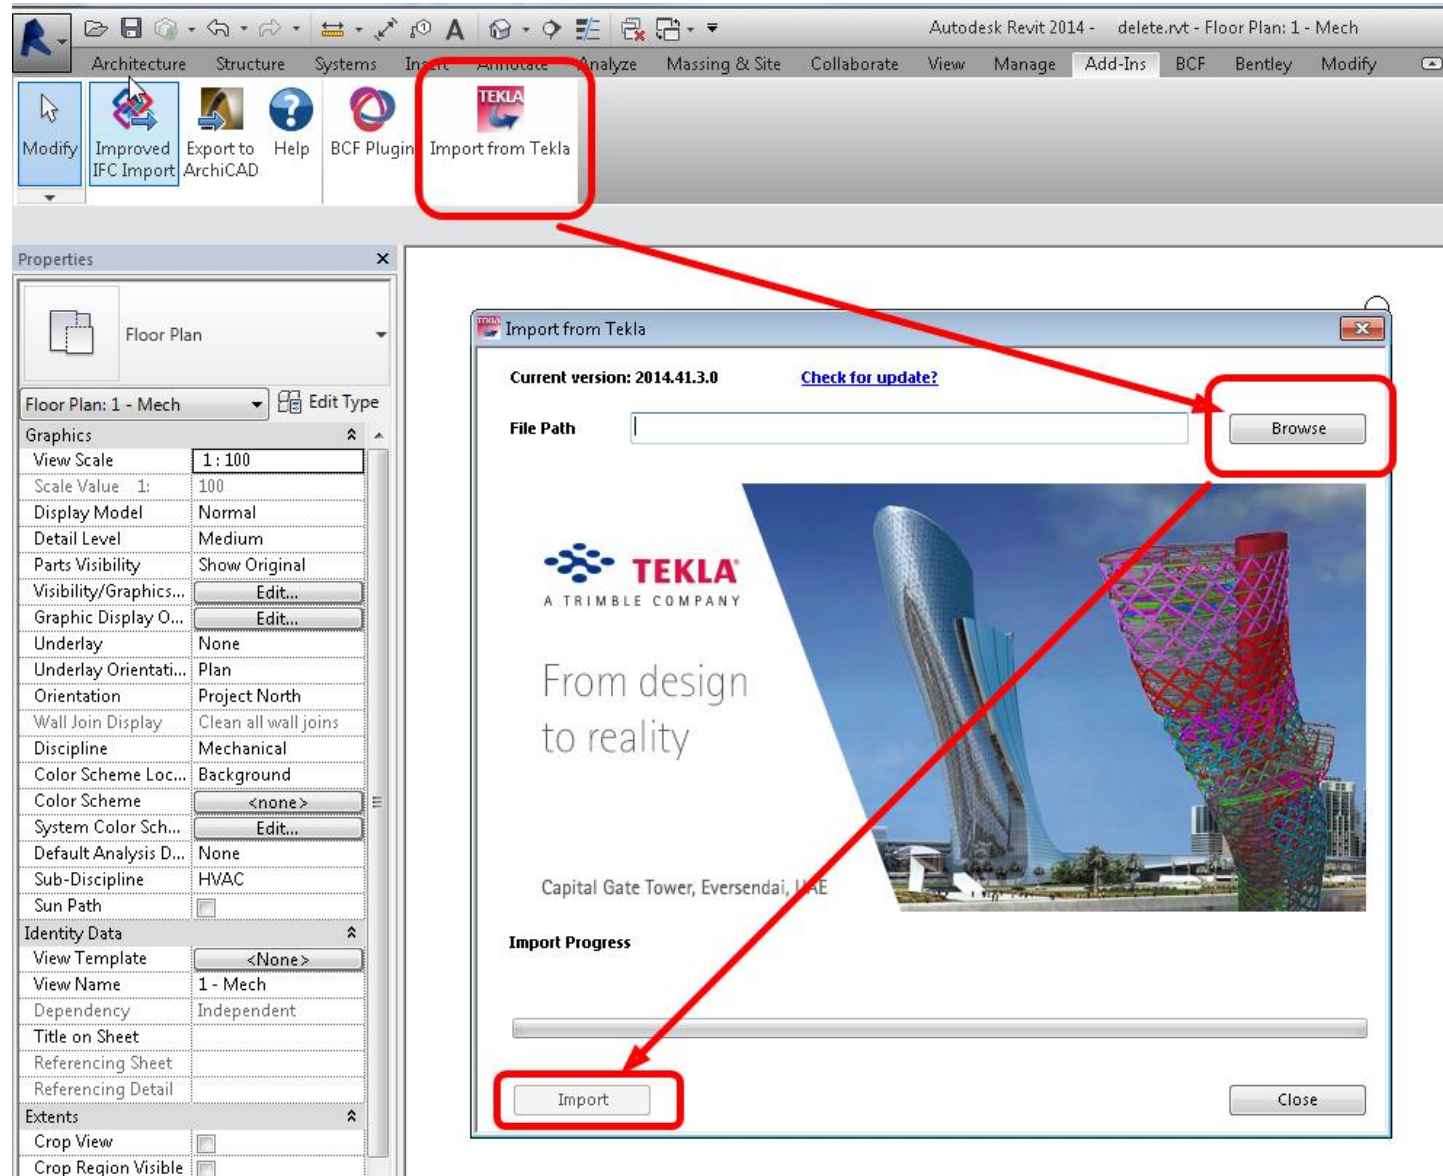 Autodesk Revit 2014 - delete.rvt - Floor Plan: 1 - Mech
Architecture Structure Systems Insert Annotate Analyze Massing & Site Collaborate View Manage Add-Ins BCF Bentley Modify
TEKLA
Modify Improved Export to Help BCF Plugin Import from Tekla
IFC Import ArchiCAD
Properties
Floor Plan
Floor Plan: 1 - Mech Edit Type
Graphics
View Scale 1 : 100
Scale Value 1: 100
Display Model Normal
Detail Level Medium
Parts Visibility Show Original
Visibility/Graphics... Edit...
Graphic Display O... Edit...
Underlay None
Underlay Orientati... Plan
Orientation Project North
Wall Join Display Clean all wall joins
Discipline Mechanical
Color Scheme Loc... Background
Color Scheme <none>
System Color Sch... Edit...
Default Analysis D... None
Sub-Discipline HVAC
Sun Path
Identity Data
View Template <None>
View Name 1 - Mech
Dependency Independent
Title on Sheet
Referencing Sheet
Referencing Detail
Extents
Crop View
Crop Region Visible
Import from Tekla
Current version: 2014.41.3.0 Check for update?
File Path Browse
TEKLA
A TRIMBLE COMPANY
From design
to reality
Capital Gate Tower, Eversendai, UAE
Import Progress
Import Close